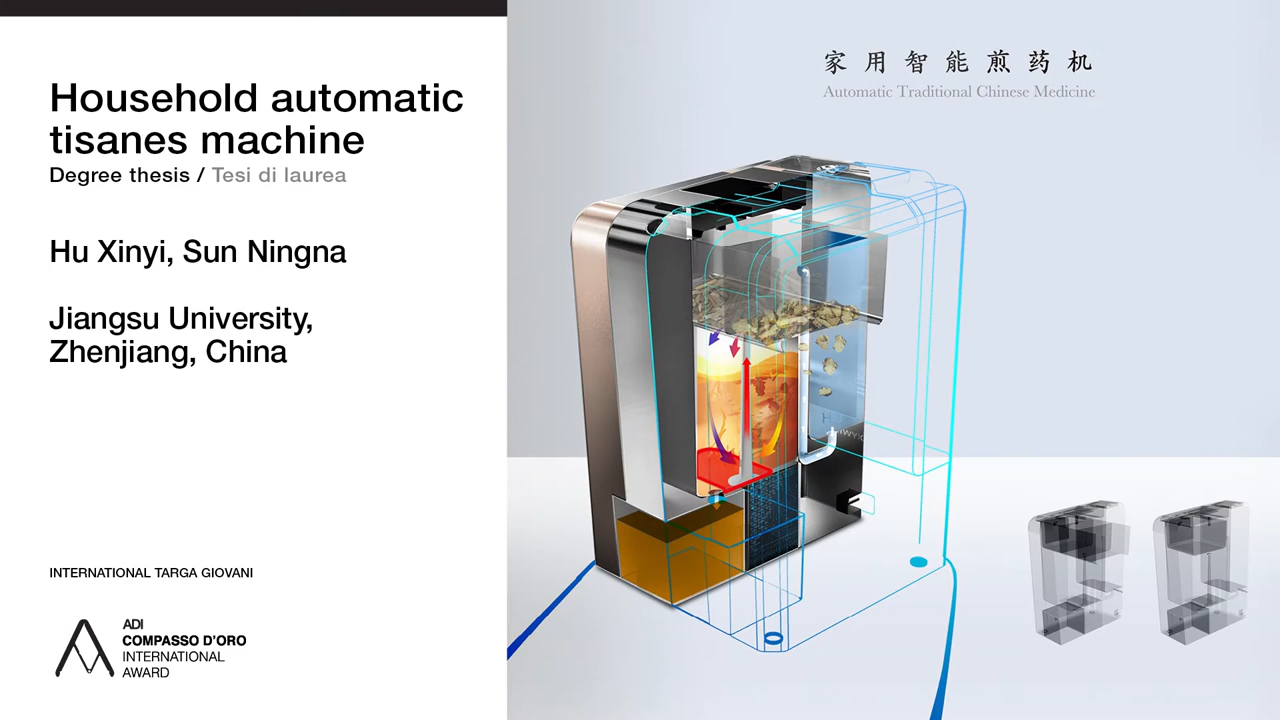 Household automatic
tisanes machine
Degree thesis / Tesi di laurea
Hu Xinyi, Sun Ningna
Jiangsu University,
Zhenjiang, China
INTERNATIONAL TARGA GIOVANI
ADI
COMPASSO D'ORO
INTERNATIONAL
AWARD
家用智能煎药机
Automatic Traditional Chinese Medicine